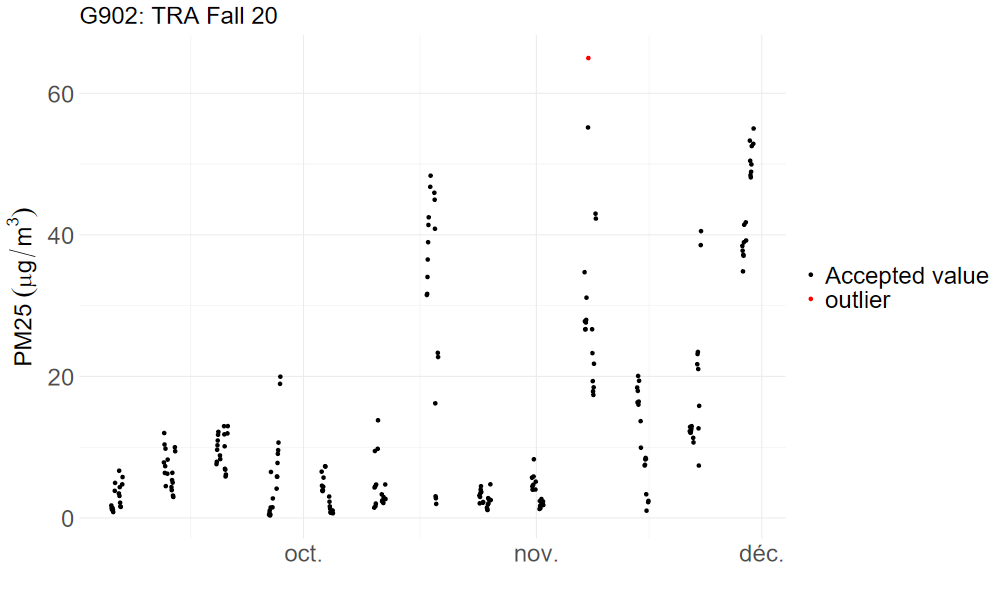 G902: TRA Fall 20
PM25 (μg/m³)
60
40
20
0
oct.
nov.
déc.
Accepted value
outlier